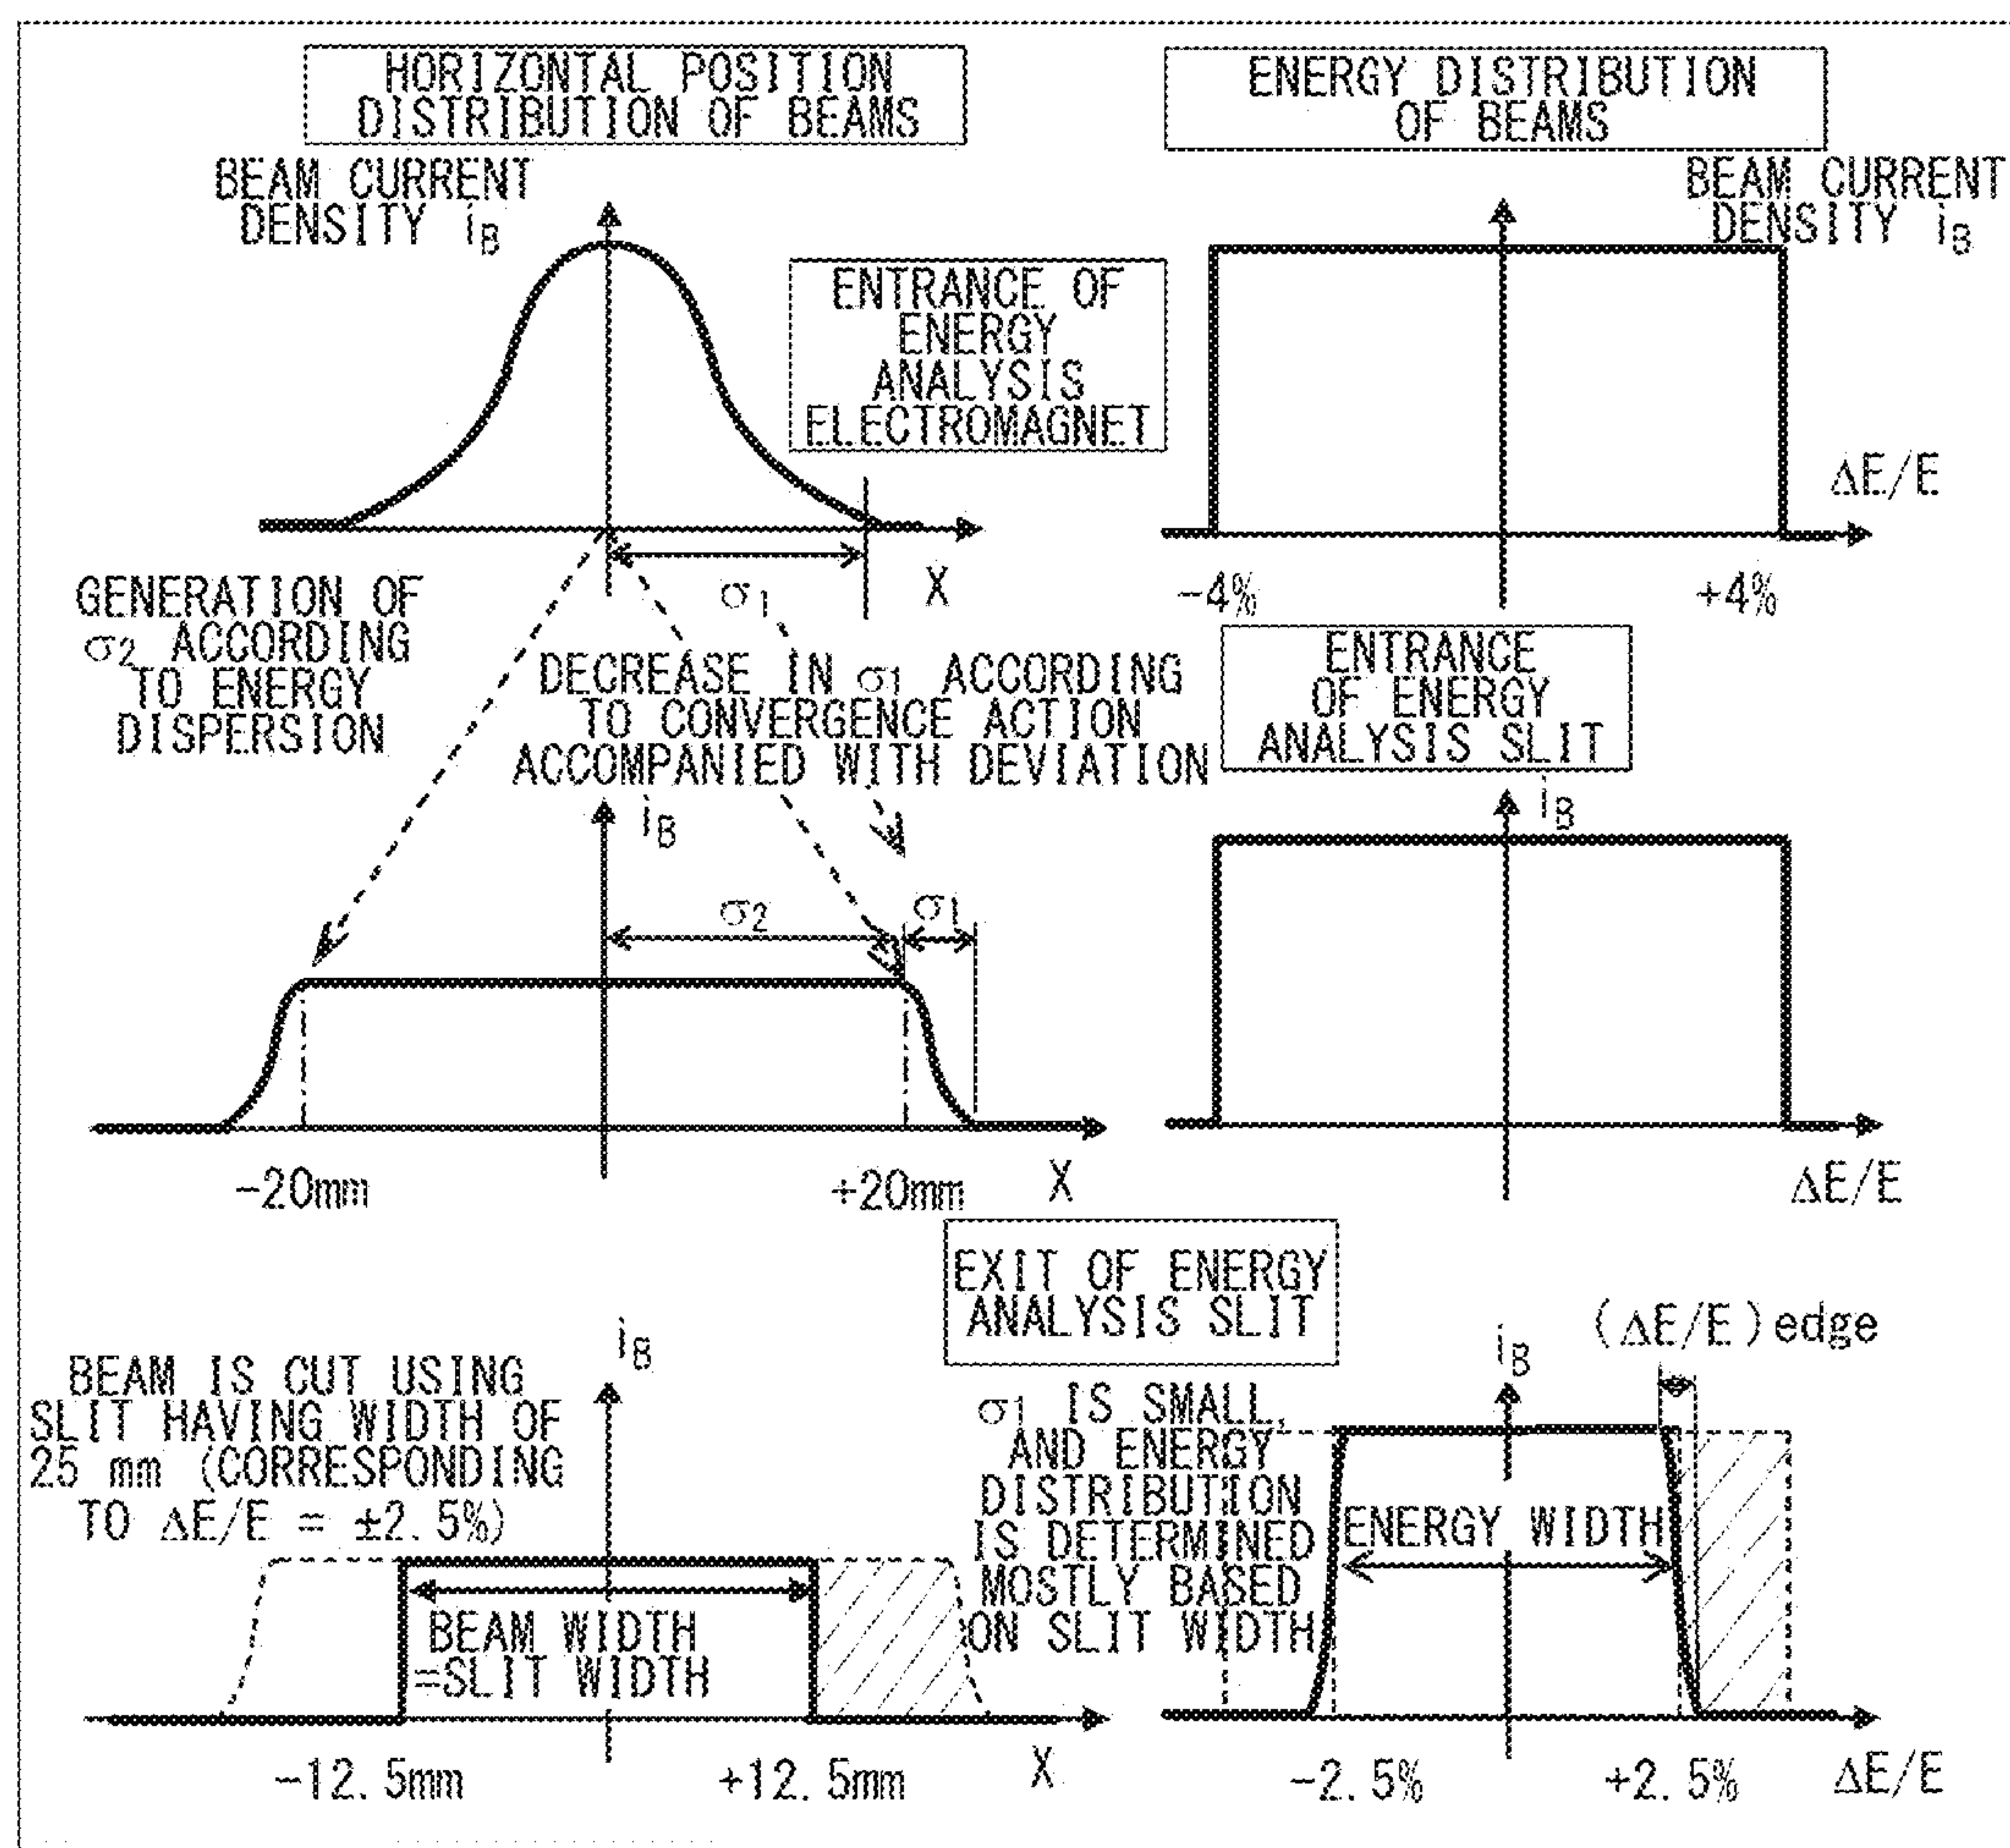 HORIZONTAL POSITION
DISTRIBUTION OF BEAMS
ENERGY DISTRIBUTION
OF BEAMS
BEAM CURRENT
DENSITY iB
BEAM CURRENT
DENSITY iB
ENTRANCE OF
ENERGY
ANALYSIS
ELECTROMAGNET
ΔE/E
σ1
X
-4%
+4%
GENERATION OF
σ2 ACCORDING
TO ENERGY
DISPERSION
DECREASE IN σ1 ACCORDING
TO CONVERGENCE ACTION
ACCOMPANIED WITH DEVIATION
ENTRANCE
OF ENERGY
ANALYSIS SLIT
iB
iB
σ2
σ1
-20mm
+20mm
X
ΔE/E
EXIT OF ENERGY
ANALYSIS SLIT
iB
iB
(ΔE/E)edge
BEAM IS CUT USING
SLIT HAVING WIDTH OF
25 mm (CORRESPONDING
TO ΔE/E = ±2.5%)
σ1 IS SMALL,
AND ENERGY
DISTRIBUTION
IS DETERMINED
MOSTLY BASED
ON SLIT WIDTH
ENERGY WIDTH
BEAM WIDTH
=SLIT WIDTH
-12.5mm
+12.5mm
X
-2.5%
+2.5%
ΔE/E